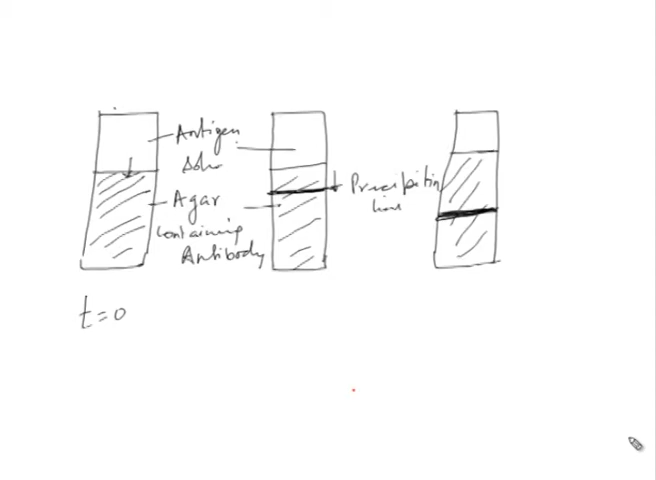 Antigen
Soln
Agar
containing
Antibody
Precipitin
line
t=0